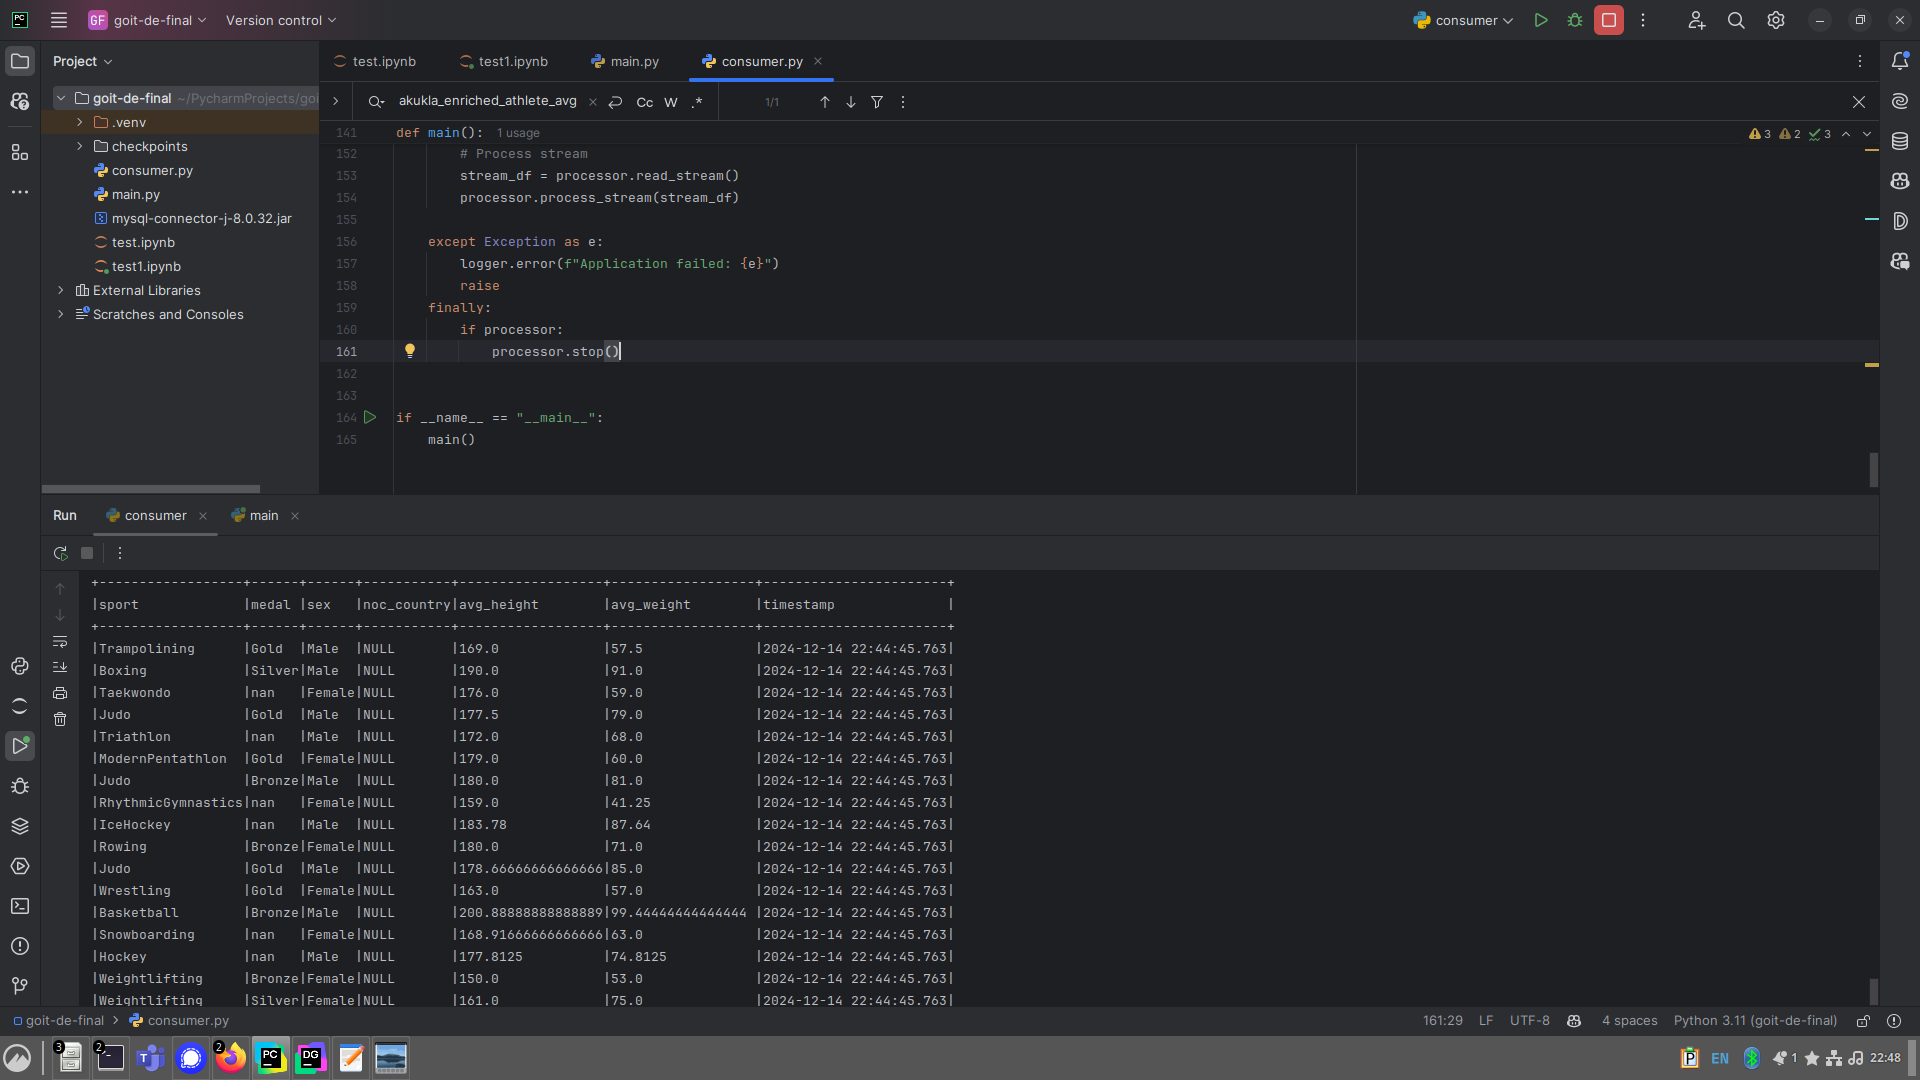 PC GF goit-de-final Version control consumer
Project
test.ipynb test1.ipynb main.py consumer.py
goit-de-final ~/PycharmProjects/goi
akukla_enriched_athlete_avg Cc W .* 1/1
.venv
checkpoints
consumer.py
main.py
mysql-connector-j-8.0.32.jar
test.ipynb
test1.ipynb
External Libraries
Scratches and Consoles
141 def main(): 1 usage
3 2 3
152 # Process stream
153 stream_df = processor.read_stream()
154 processor.process_stream(stream_df)
155
156 except Exception as e:
157 logger.error(f"Application failed: {e}")
158 raise
159 finally:
160 if processor:
161 processor.stop()
162
163
164 if __name__ == "__main__":
165 main()
Run consumer main
+------------------+------+------+-----------+------------------+------------------+-----------------------+
|sport |medal |sex |noc_country|avg_height |avg_weight |timestamp |
+------------------+------+------+-----------+------------------+------------------+-----------------------+
|Trampolining |Gold |Male |NULL |169.0 |57.5 |2024-12-14 22:44:45.763|
|Boxing |Silver|Male |NULL |190.0 |91.0 |2024-12-14 22:44:45.763|
|Taekwondo |nan |Female|NULL |176.0 |59.0 |2024-12-14 22:44:45.763|
|Judo |Gold |Male |NULL |177.5 |79.0 |2024-12-14 22:44:45.763|
|Triathlon |nan |Male |NULL |172.0 |68.0 |2024-12-14 22:44:45.763|
|ModernPentathlon |Gold |Female|NULL |179.0 |60.0 |2024-12-14 22:44:45.763|
|Judo |Bronze|Male |NULL |180.0 |81.0 |2024-12-14 22:44:45.763|
|RhythmicGymnastics|nan |Female|NULL |159.0 |41.25 |2024-12-14 22:44:45.763|
|IceHockey |nan |Male |NULL |183.78 |87.64 |2024-12-14 22:44:45.763|
|Rowing |Bronze|Female|NULL |180.0 |71.0 |2024-12-14 22:44:45.763|
|Judo |Gold |Male |NULL |178.66666666666666|85.0 |2024-12-14 22:44:45.763|
|Wrestling |Gold |Female|NULL |163.0 |57.0 |2024-12-14 22:44:45.763|
|Basketball |Bronze|Male |NULL |200.88888888888889|99.44444444444444 |2024-12-14 22:44:45.763|
|Snowboarding |nan |Female|NULL |168.91666666666666|63.0 |2024-12-14 22:44:45.763|
|Hockey |nan |Male |NULL |177.8125 |74.8125 |2024-12-14 22:44:45.763|
|Weightlifting |Bronze|Female|NULL |150.0 |53.0 |2024-12-14 22:44:45.763|
|Weightlifting |Silver|Female|NULL |161.0 |75.0 |2024-12-14 22:44:45.763|
goit-de-final consumer.py 161:29 LF UTF-8 4 spaces Python 3.11 (goit-de-final)
3 2 2 PC DG P EN 1 22:48